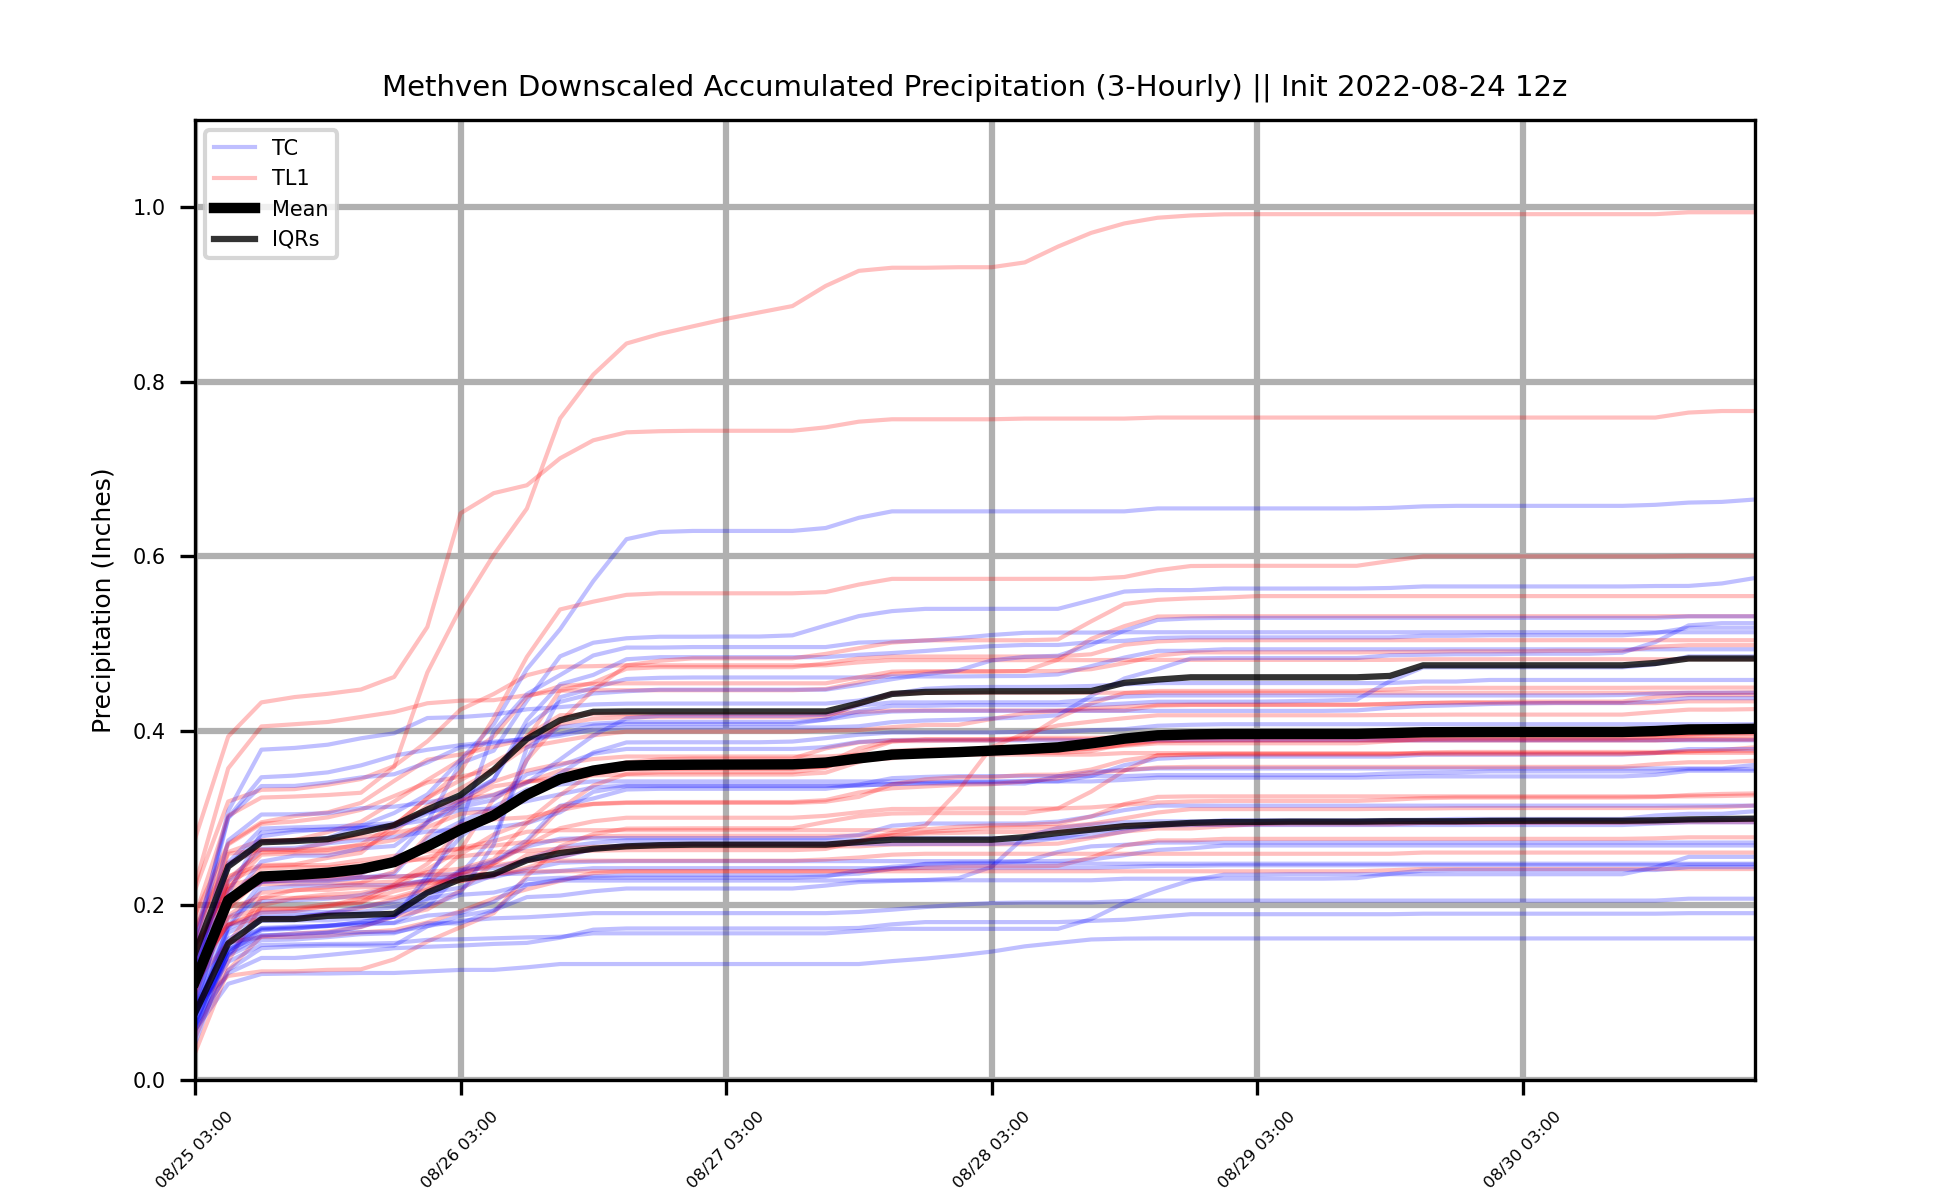 Methven Downscaled Accumulated Precipitation (3-Hourly) || Init 2022-08-24 12z
TC
TL1
Mean
IQRs
Precipitation (Inches)
1.0
0.8
0.6
0.4
0.2
0.0
08/25 03:00
08/26 03:00
08/27 03:00
08/28 03:00
08/29 03:00
08/30 03:00